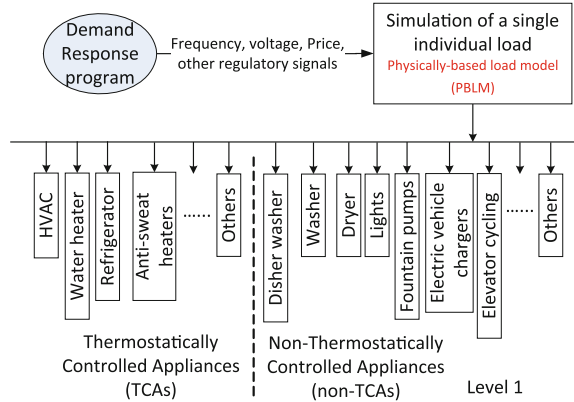 Demand
Response
program
Frequency, voltage, Price,
other regulatory signals
Simulation of a single
individual load
Physically-based load model
(PBLM)
HVAC
Water heater
Refrigerator
Anti-sweat
heaters
......
Others
Disher washer
Washer
Dryer
Lights
Fountain pumps
Electric vehicle
chargers
Elevator cycling
......
Others
Thermostatically
Controlled Appliances
(TCAs)
Non-Thermostatically
Controlled Appliances
(non-TCAs)
Level 1